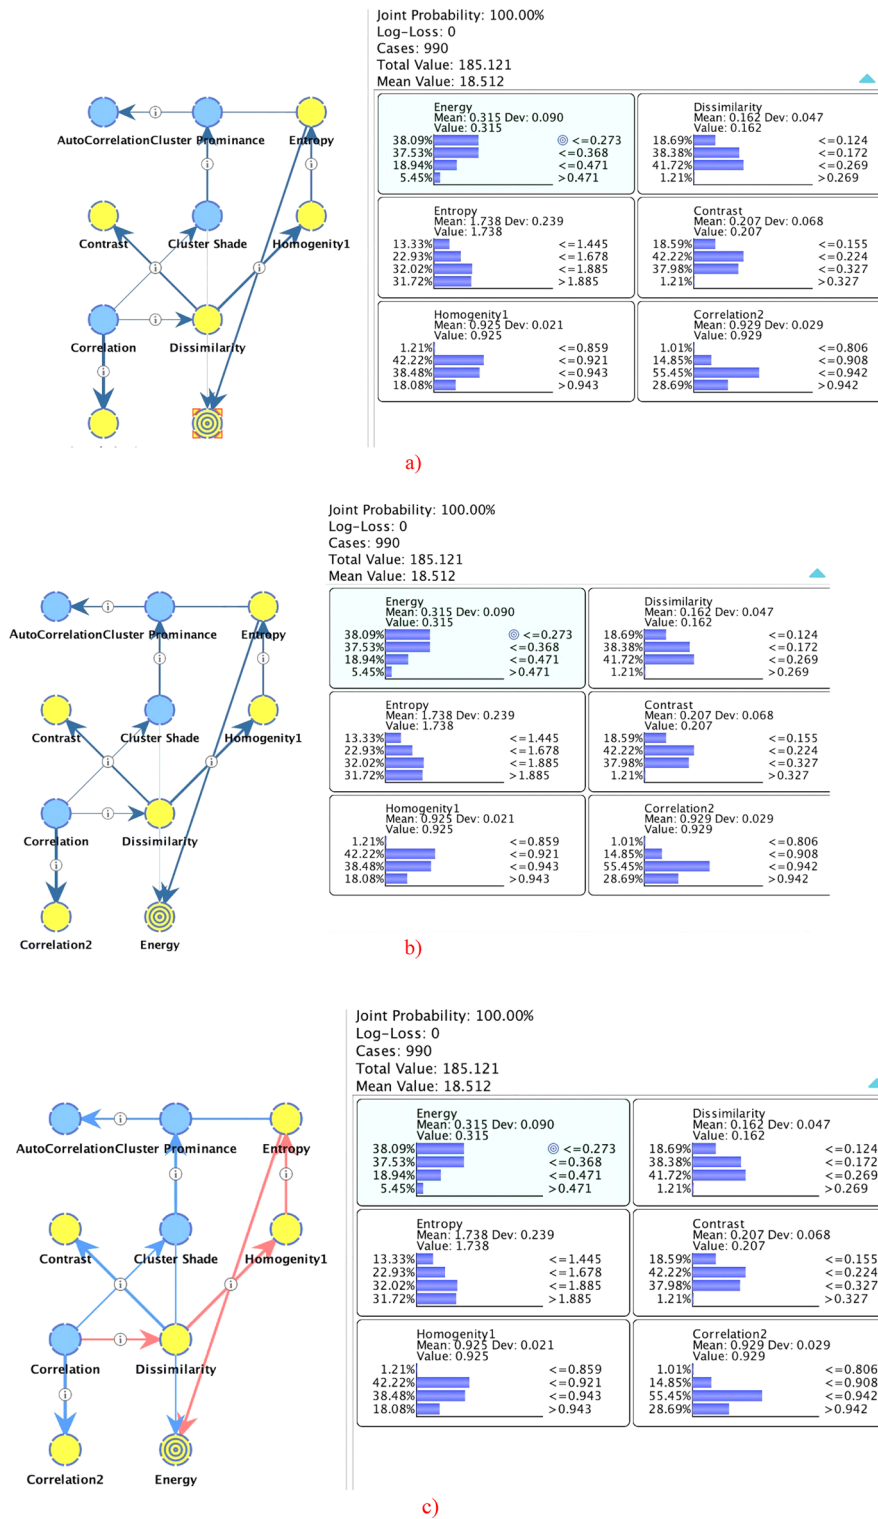 Joint Probability: 100.00%
Log-Loss: 0
Cases: 990
Total Value: 185.121
Mean Value: 18.512
AutoCorrelation
Cluster Prominance
Entropy
Contrast
Cluster Shade
Homogenity1
Correlation
Dissimilarity
Energy
Mean: 0.315 Dev: 0.090
Value: 0.315
38.09% <=0.273
37.53% <=0.368
18.94% <=0.471
5.45% >0.471
Dissimilarity
Mean: 0.162 Dev: 0.047
Value: 0.162
18.69% <=0.124
38.38% <=0.172
41.72% <=0.269
1.21% >0.269
Entropy
Mean: 1.738 Dev: 0.239
Value: 1.738
13.33% <=1.445
22.93% <=1.678
32.02% <=1.885
31.72% >1.885
Contrast
Mean: 0.207 Dev: 0.068
Value: 0.207
18.59% <=0.155
42.22% <=0.224
37.98% <=0.327
1.21% >0.327
Homogenity1
Mean: 0.925 Dev: 0.021
Value: 0.925
1.21% <=0.859
42.22% <=0.921
38.48% <=0.943
18.08% >0.943
Correlation2
Mean: 0.929 Dev: 0.029
Value: 0.929
1.01% <=0.806
14.85% <=0.908
55.45% <=0.942
28.69% >0.942
a)
Joint Probability: 100.00%
Log-Loss: 0
Cases: 990
Total Value: 185.121
Mean Value: 18.512
AutoCorrelation
Cluster Prominance
Entropy
Contrast
Cluster Shade
Homogenity1
Correlation
Dissimilarity
Correlation2
Energy
Energy
Mean: 0.315 Dev: 0.090
Value: 0.315
38.09% <=0.273
37.53% <=0.368
18.94% <=0.471
5.45% >0.471
Dissimilarity
Mean: 0.162 Dev: 0.047
Value: 0.162
18.69% <=0.124
38.38% <=0.172
41.72% <=0.269
1.21% >0.269
Entropy
Mean: 1.738 Dev: 0.239
Value: 1.738
13.33% <=1.445
22.93% <=1.678
32.02% <=1.885
31.72% >1.885
Contrast
Mean: 0.207 Dev: 0.068
Value: 0.207
18.59% <=0.155
42.22% <=0.224
37.98% <=0.327
1.21% >0.327
Homogenity1
Mean: 0.925 Dev: 0.021
Value: 0.925
1.21% <=0.859
42.22% <=0.921
38.48% <=0.943
18.08% >0.943
Correlation2
Mean: 0.929 Dev: 0.029
Value: 0.929
1.01% <=0.806
14.85% <=0.908
55.45% <=0.942
28.69% >0.942
b)
Joint Probability: 100.00%
Log-Loss: 0
Cases: 990
Total Value: 185.121
Mean Value: 18.512
AutoCorrelation
Cluster Prominance
Entropy
Contrast
Cluster Shade
Homogenity1
Correlation
Dissimilarity
Correlation2
Energy
Energy
Mean: 0.315 Dev: 0.090
Value: 0.315
38.09% <=0.273
37.53% <=0.368
18.94% <=0.471
5.45% >0.471
Dissimilarity
Mean: 0.162 Dev: 0.047
Value: 0.162
18.69% <=0.124
38.38% <=0.172
41.72% <=0.269
1.21% >0.269
Entropy
Mean: 1.738 Dev: 0.239
Value: 1.738
13.33% <=1.445
22.93% <=1.678
32.02% <=1.885
31.72% >1.885
Contrast
Mean: 0.207 Dev: 0.068
Value: 0.207
18.59% <=0.155
42.22% <=0.224
37.98% <=0.327
1.21% >0.327
Homogenity1
Mean: 0.925 Dev: 0.021
Value: 0.925
1.21% <=0.859
42.22% <=0.921
38.48% <=0.943
18.08% >0.943
Correlation2
Mean: 0.929 Dev: 0.029
Value: 0.929
1.01% <=0.806
14.85% <=0.908
55.45% <=0.942
28.69% >0.942
c)